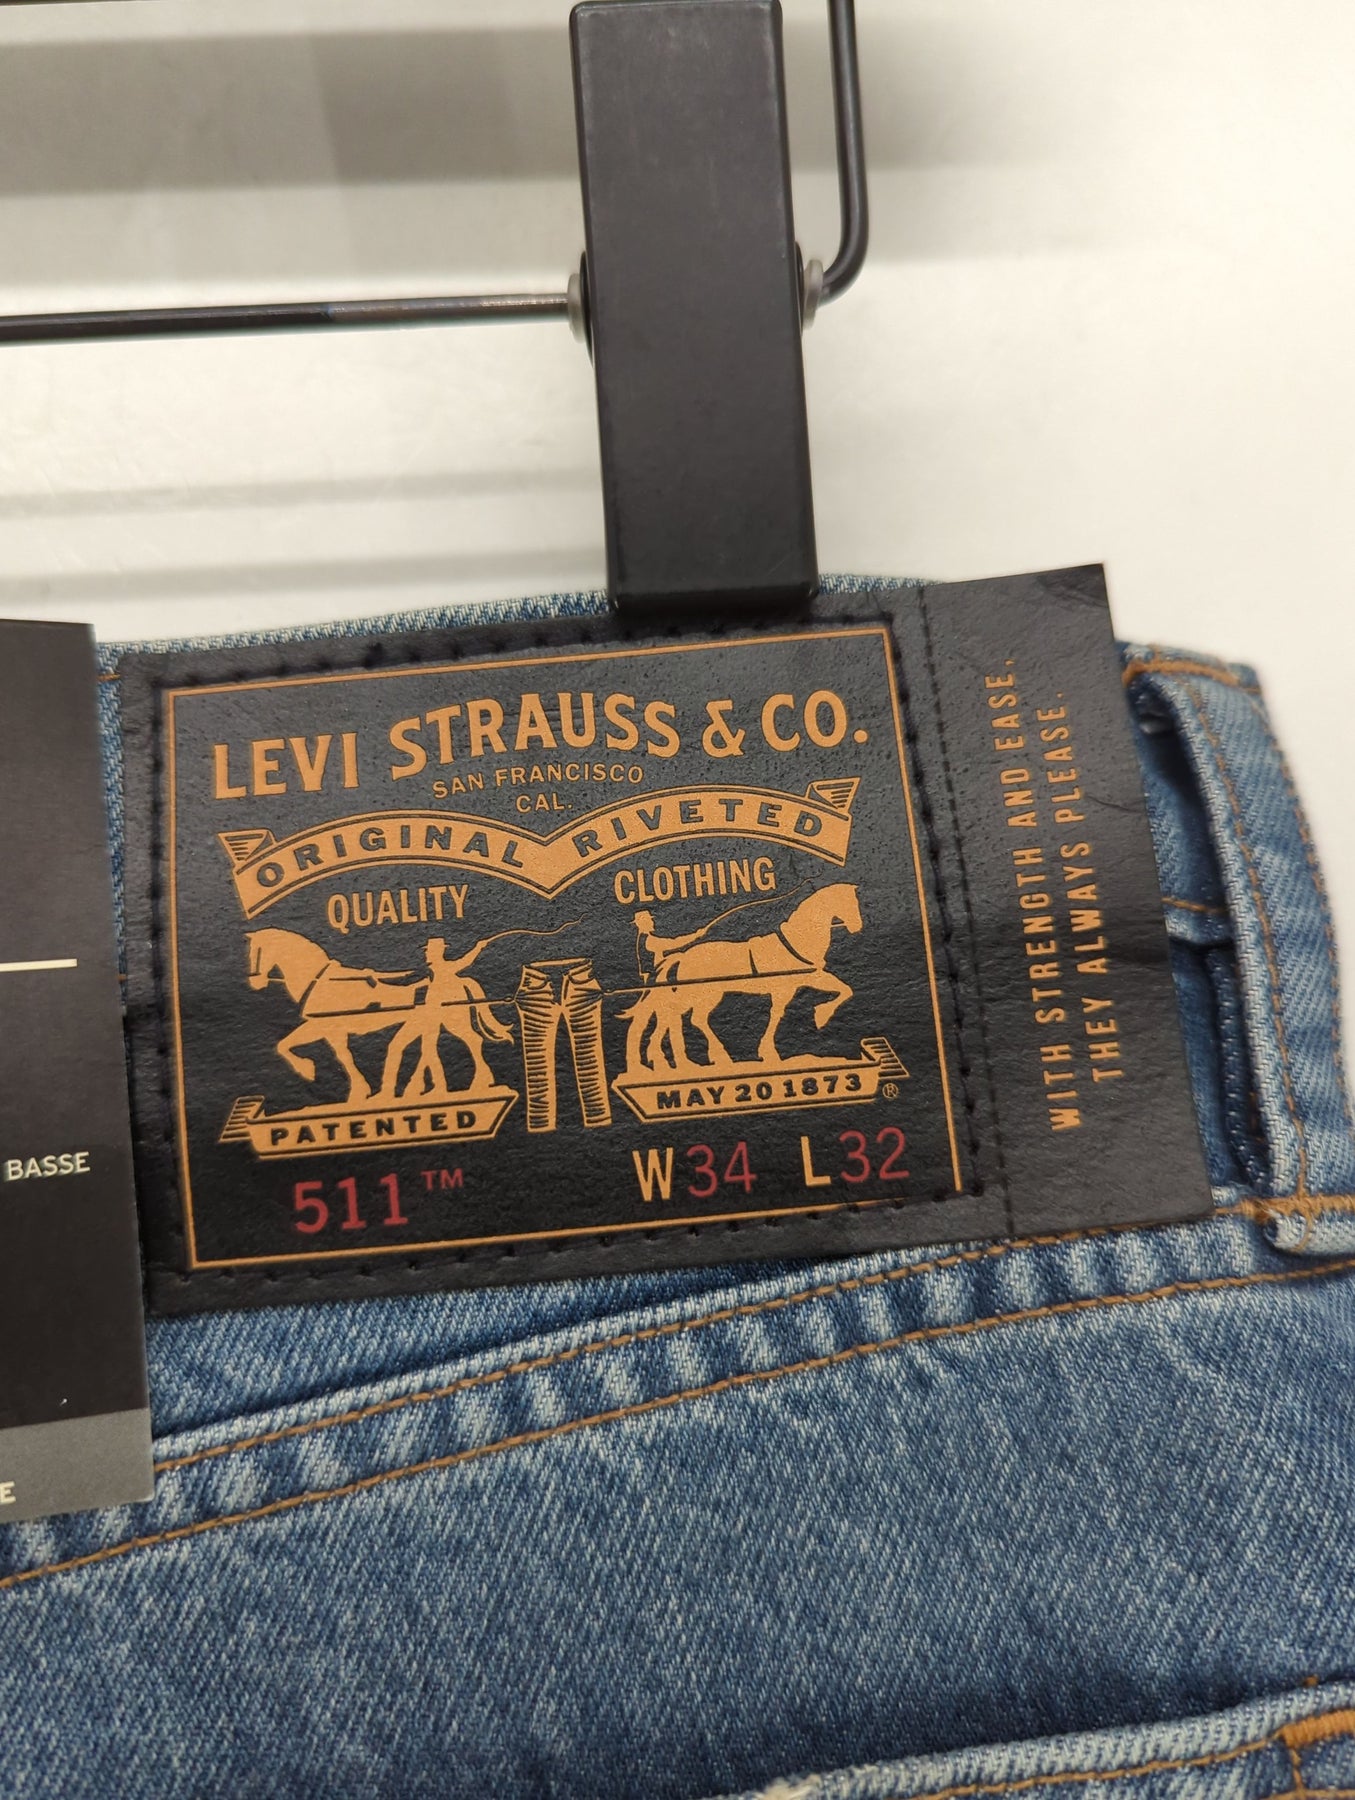 LEVI STRAUSS & CO.
SAN FRANCISCO
CAL.
ORIGINAL RIVETED
QUALITY CLOTHING
PATENTED
MAY 20 1873 ®
511™ W34 L32
WITH STRENGTH AND EASE,
THEY ALWAYS PLEASE.
BASSE
E